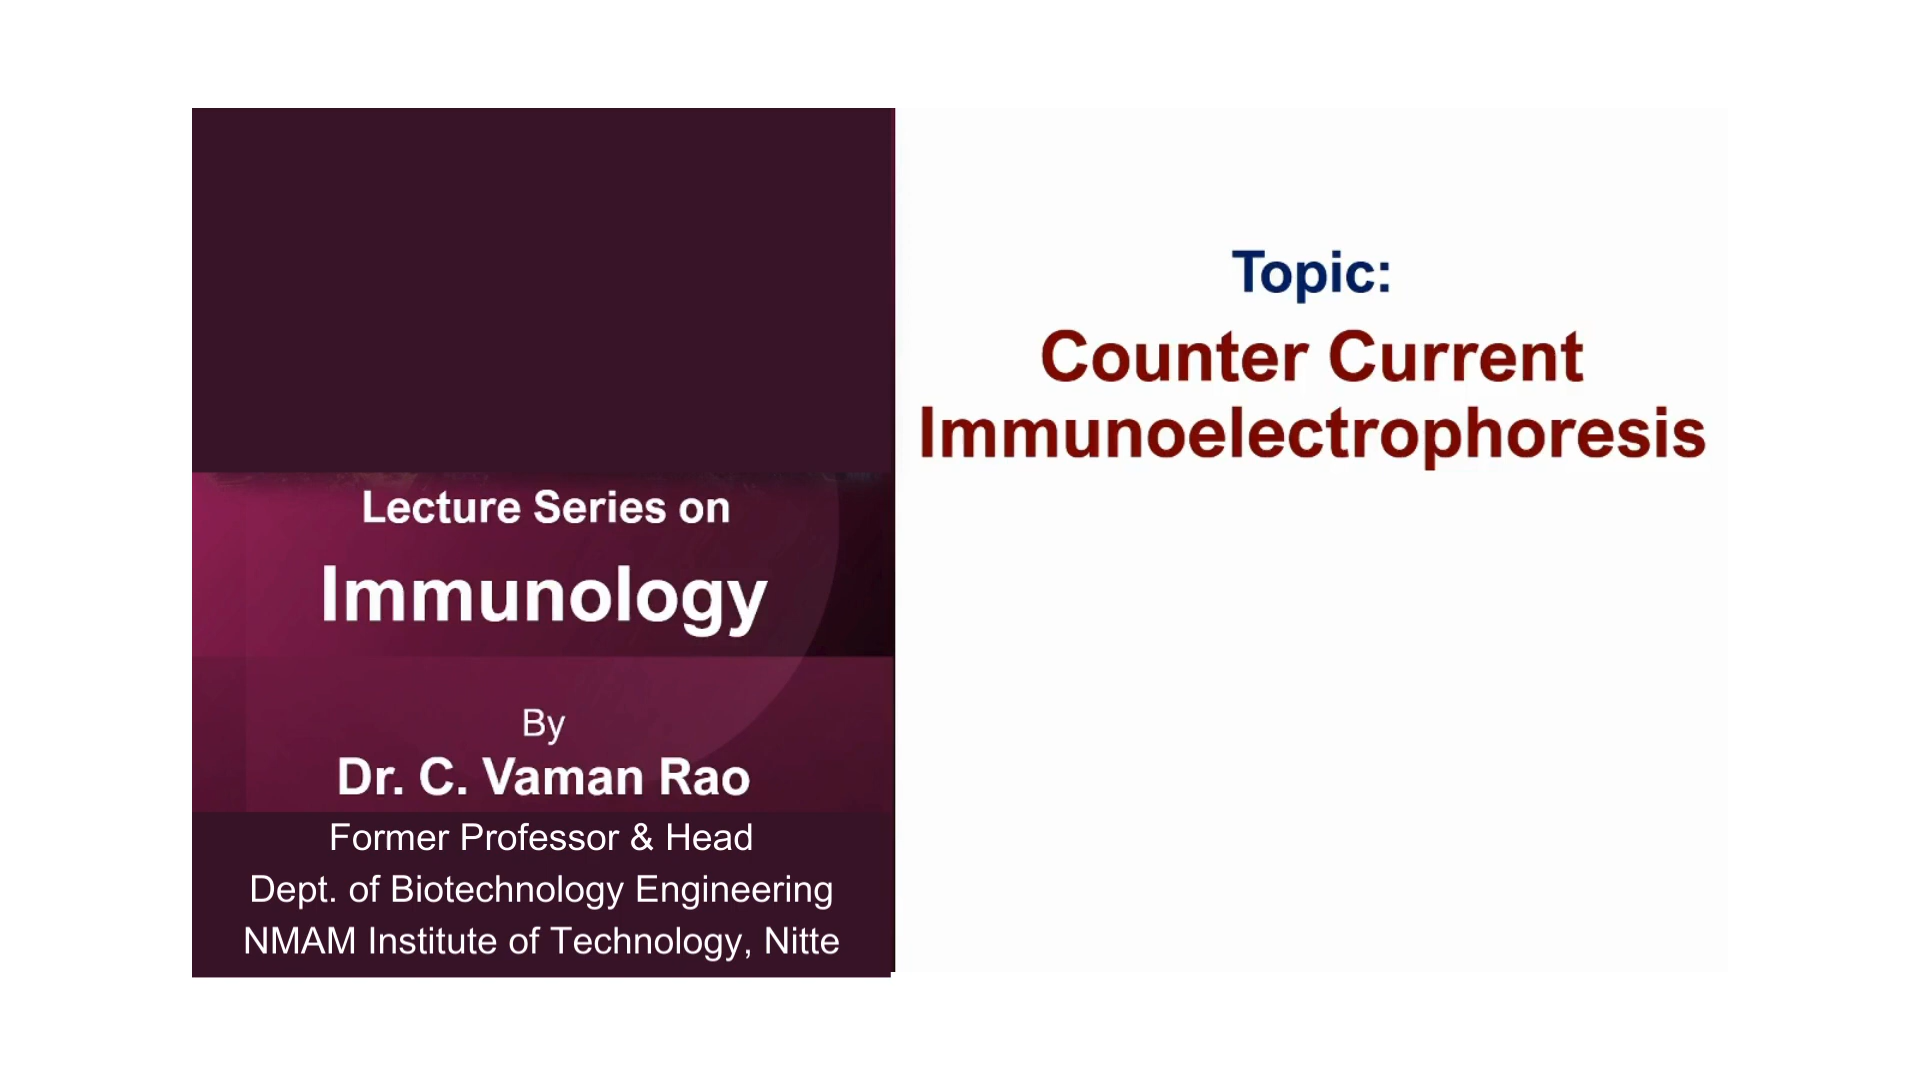 Lecture Series on
Immunology
By
Dr. C. Vaman Rao
Former Professor & Head
Dept. of Biotechnology Engineering
NMAM Institute of Technology, Nitte
Topic:
Counter Current
Immunoelectrophoresis